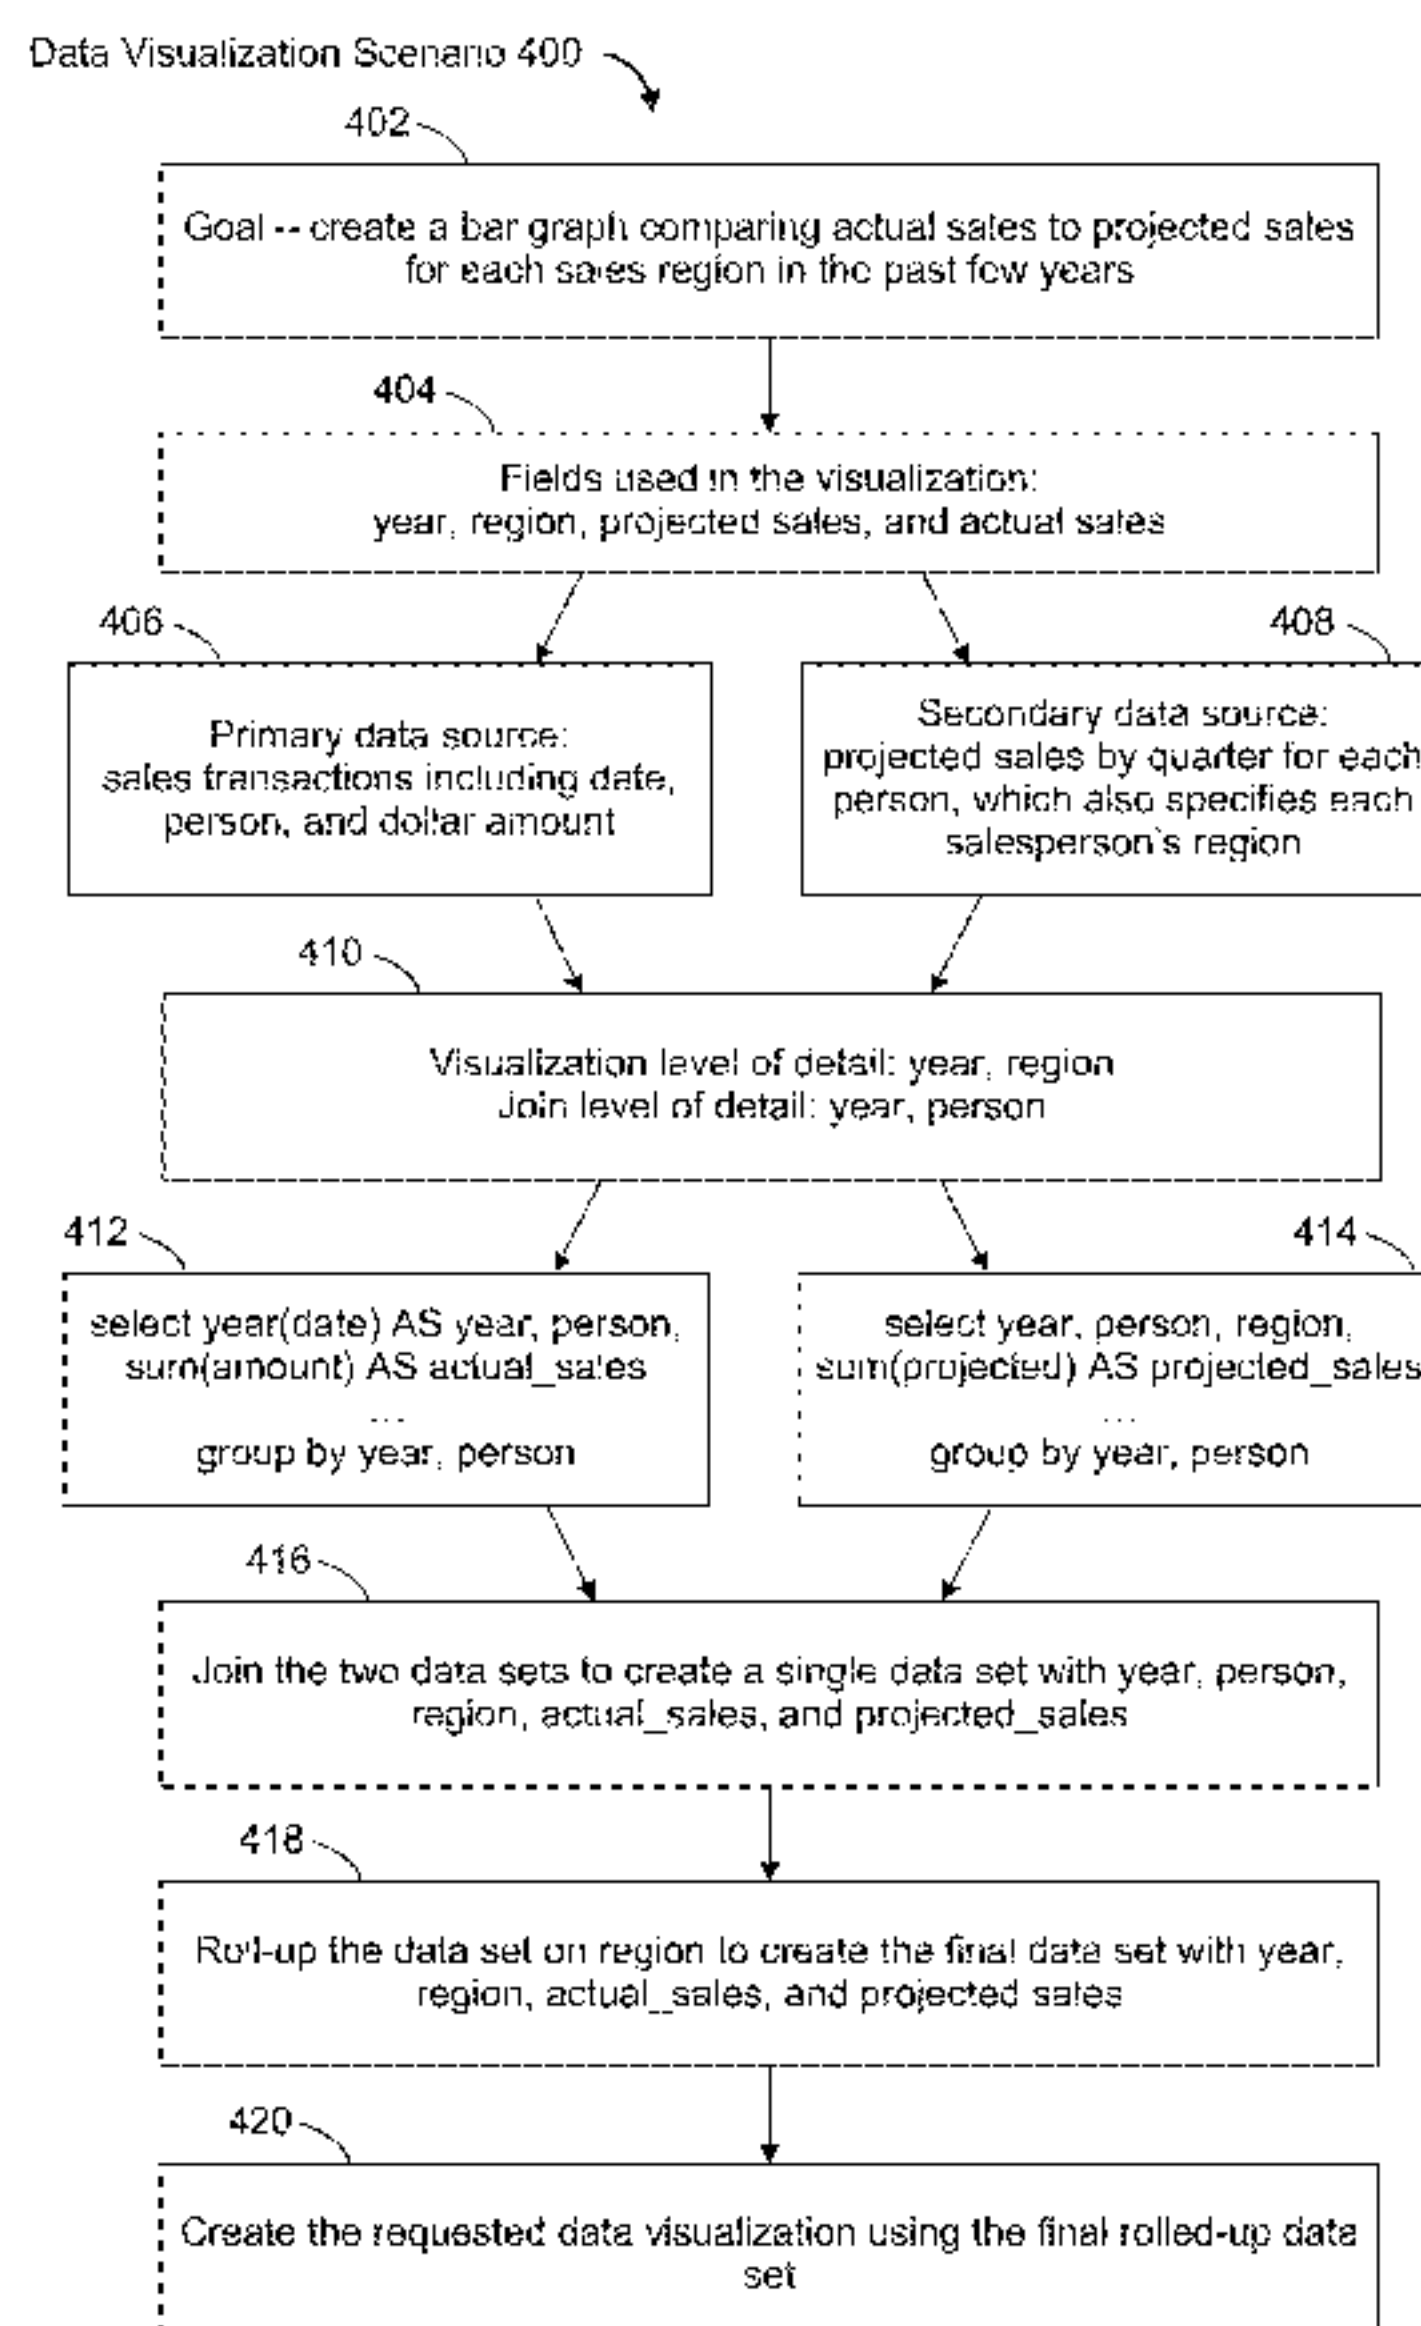 Data Visualization Scenario 400
402
Goal -- create a bar graph comparing actual sales to projected sales
for each sales region in the past few years
404
Fields used in the visualization:
year, region, projected sales, and actual sales
406
408
Primary data source:
sales transactions including date,
person, and dollar amount
Secondary data source:
projected sales by quarter for each
person, which also specifies each
salesperson's region
410
Visualization level of detail: year, region
Join level of detail: year, person
412
414
select year(date) AS year, person,
sum(amount) AS actual_sales
...
group by year, person
select year, person, region,
sum(projected) AS projected_sales
...
group by year, person
416
Join the two data sets to create a single data set with year, person,
region, actual_sales, and projected_sales
418
Roll-up the data set on region to create the final data set with year,
region, actual_sales, and projected sales
420
Create the requested data visualization using the final rolled-up data
set